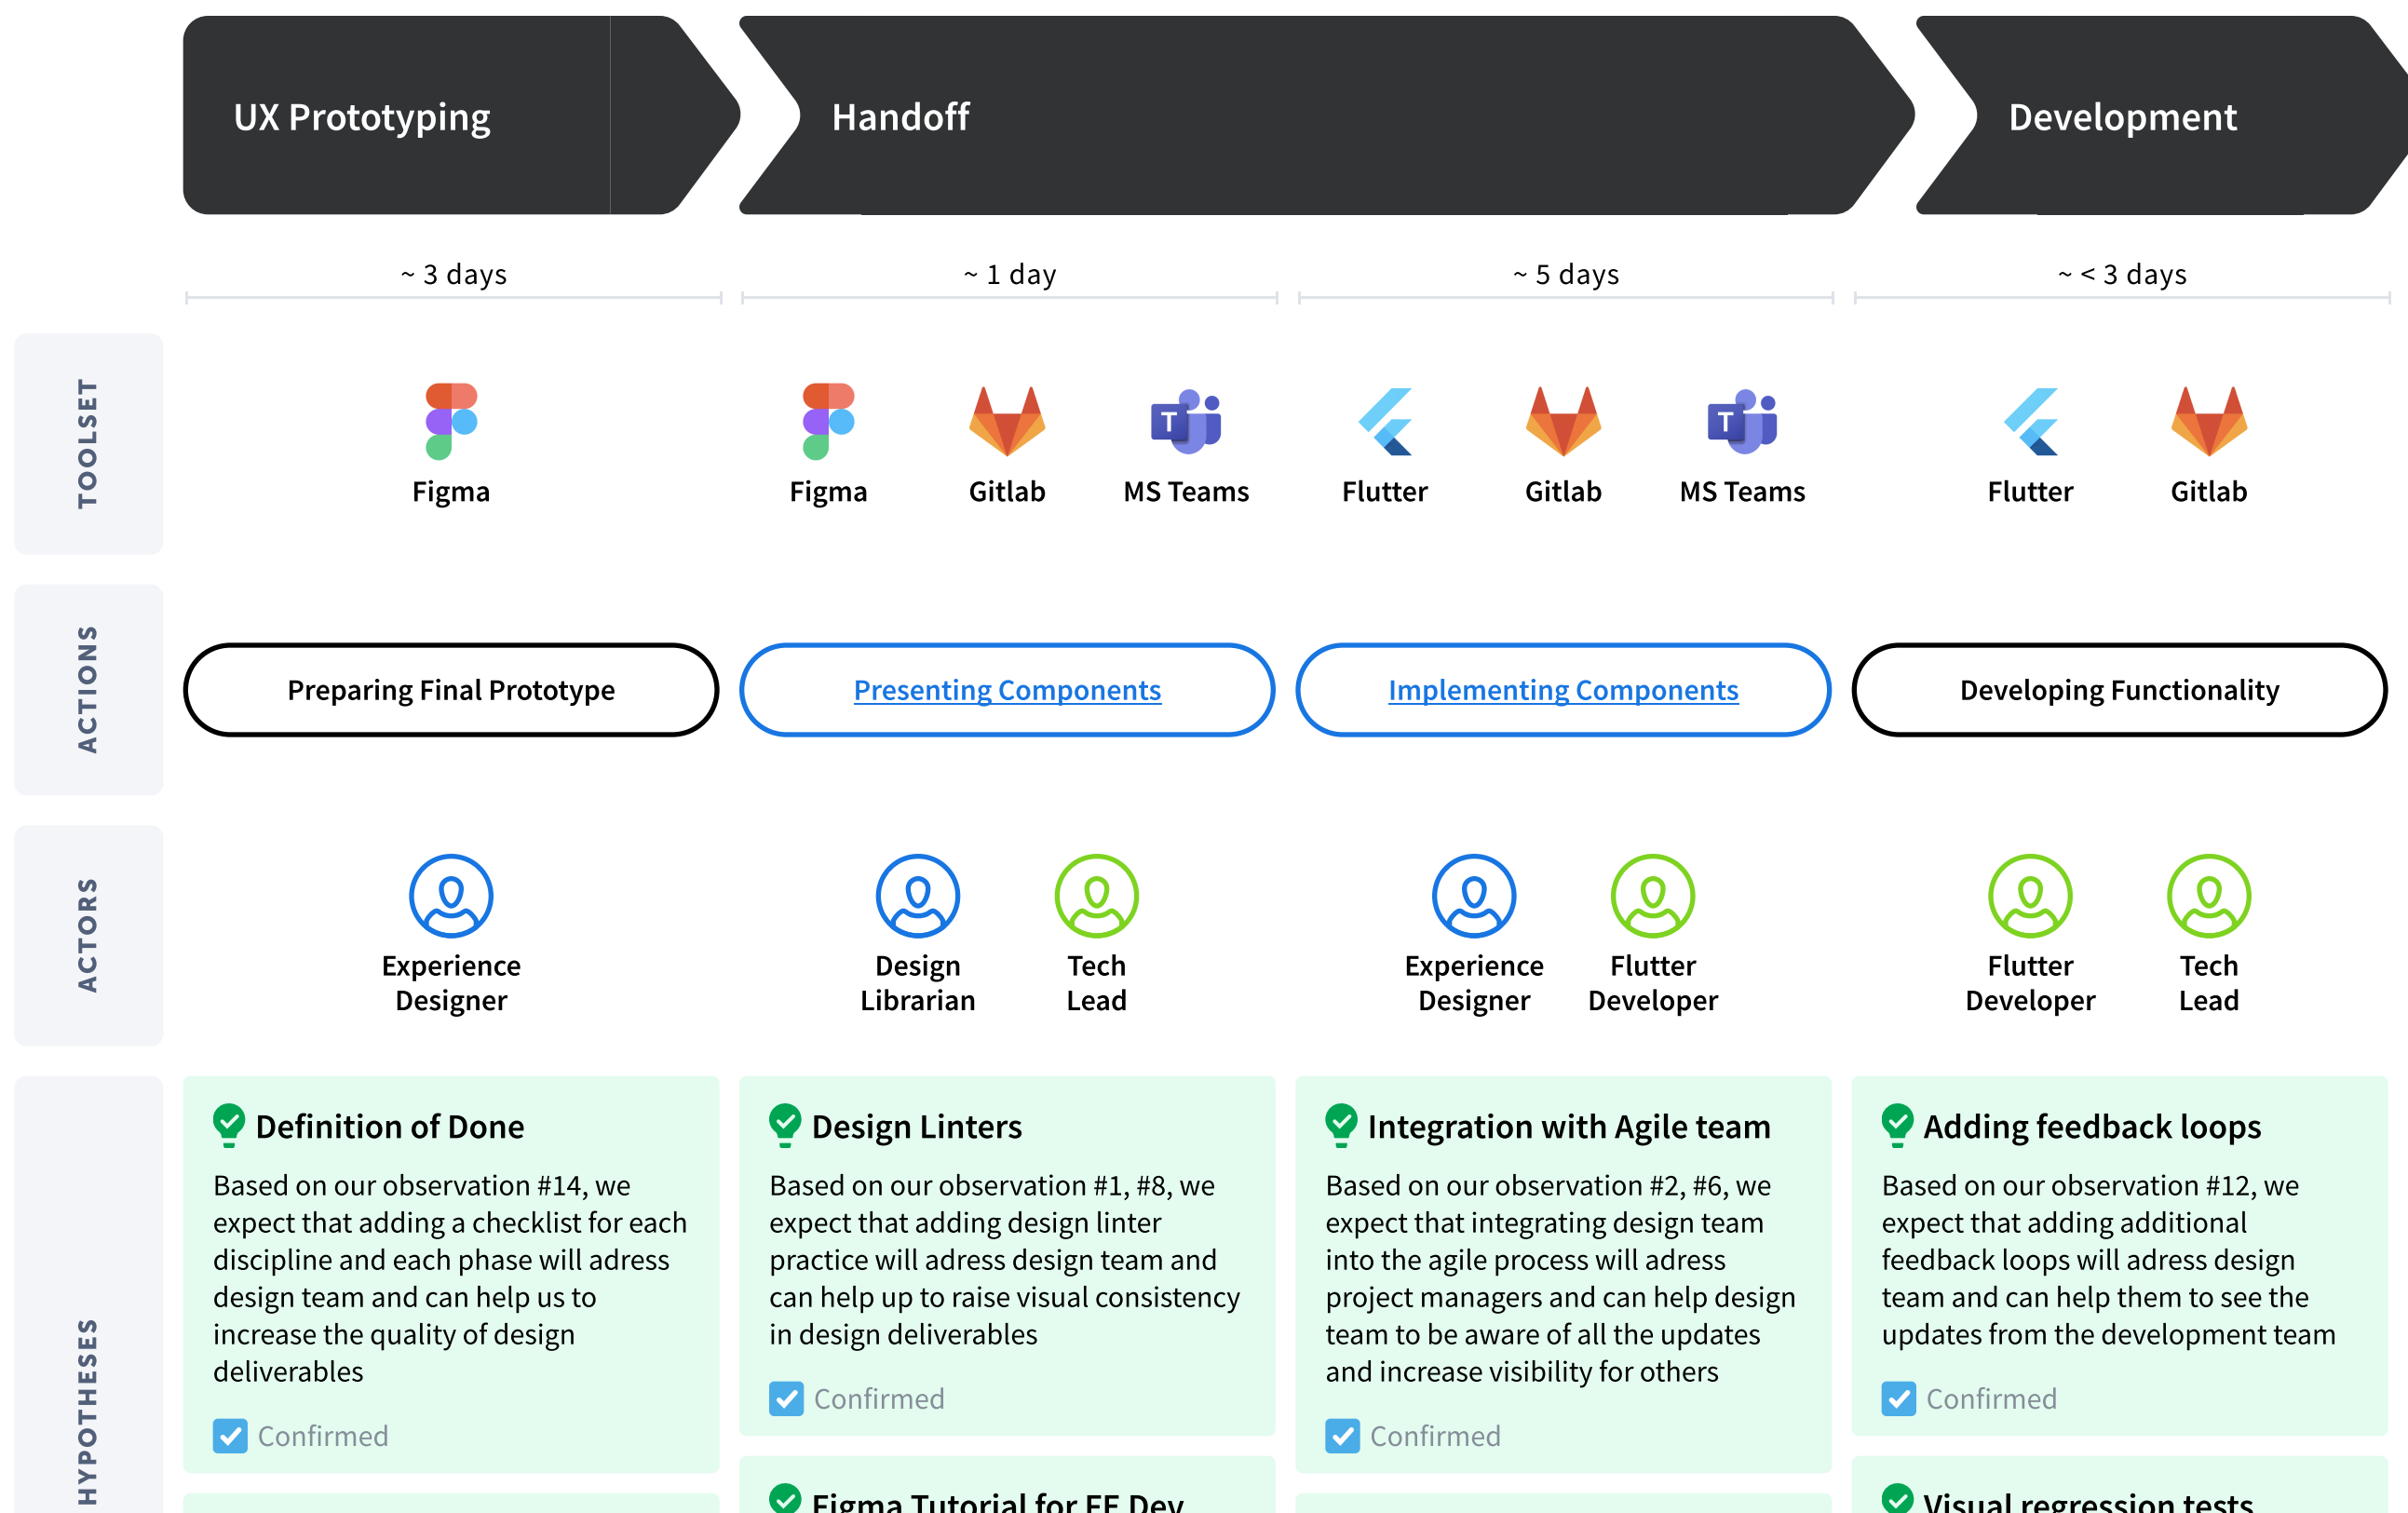 UX Prototyping
Handoff
Development
~ 3 days
~ 1 day
~ 5 days
~ < 3 days
TOOLSET
Figma
Figma
Gitlab
T
MS Teams
Flutter
Gitlab
T
MS Teams
Flutter
Gitlab
ACTIONS
Preparing Final Prototype
Presenting Components
Implementing Components
Developing Functionality
ACTORS
Experience
Designer
Design
Librarian
Tech
Lead
Experience
Designer
Flutter
Developer
Flutter
Developer
Tech
Lead
HYPOTHESES
Definition of Done
Based on our observation #14, we
expect that adding a checklist for each
discipline and each phase will adress
design team and can help us to
increase the quality of design
deliverables
Confirmed
Design Linters
Based on our observation #1, #8, we
expect that adding design linter
practice will adress design team and
can help up to raise visual consistency
in design deliverables
Confirmed
Figma Tutorial for FE Dev
Integration with Agile team
Based on our observation #2, #6, we
expect that integrating design team
into the agile process will adress
project managers and can help design
team to be aware of all the updates
and increase visibility for others
Confirmed
Adding feedback loops
Based on our observation #12, we
expect that adding additional
feedback loops will adress design
team and can help them to see the
updates from the development team
Confirmed
Visual regression tests